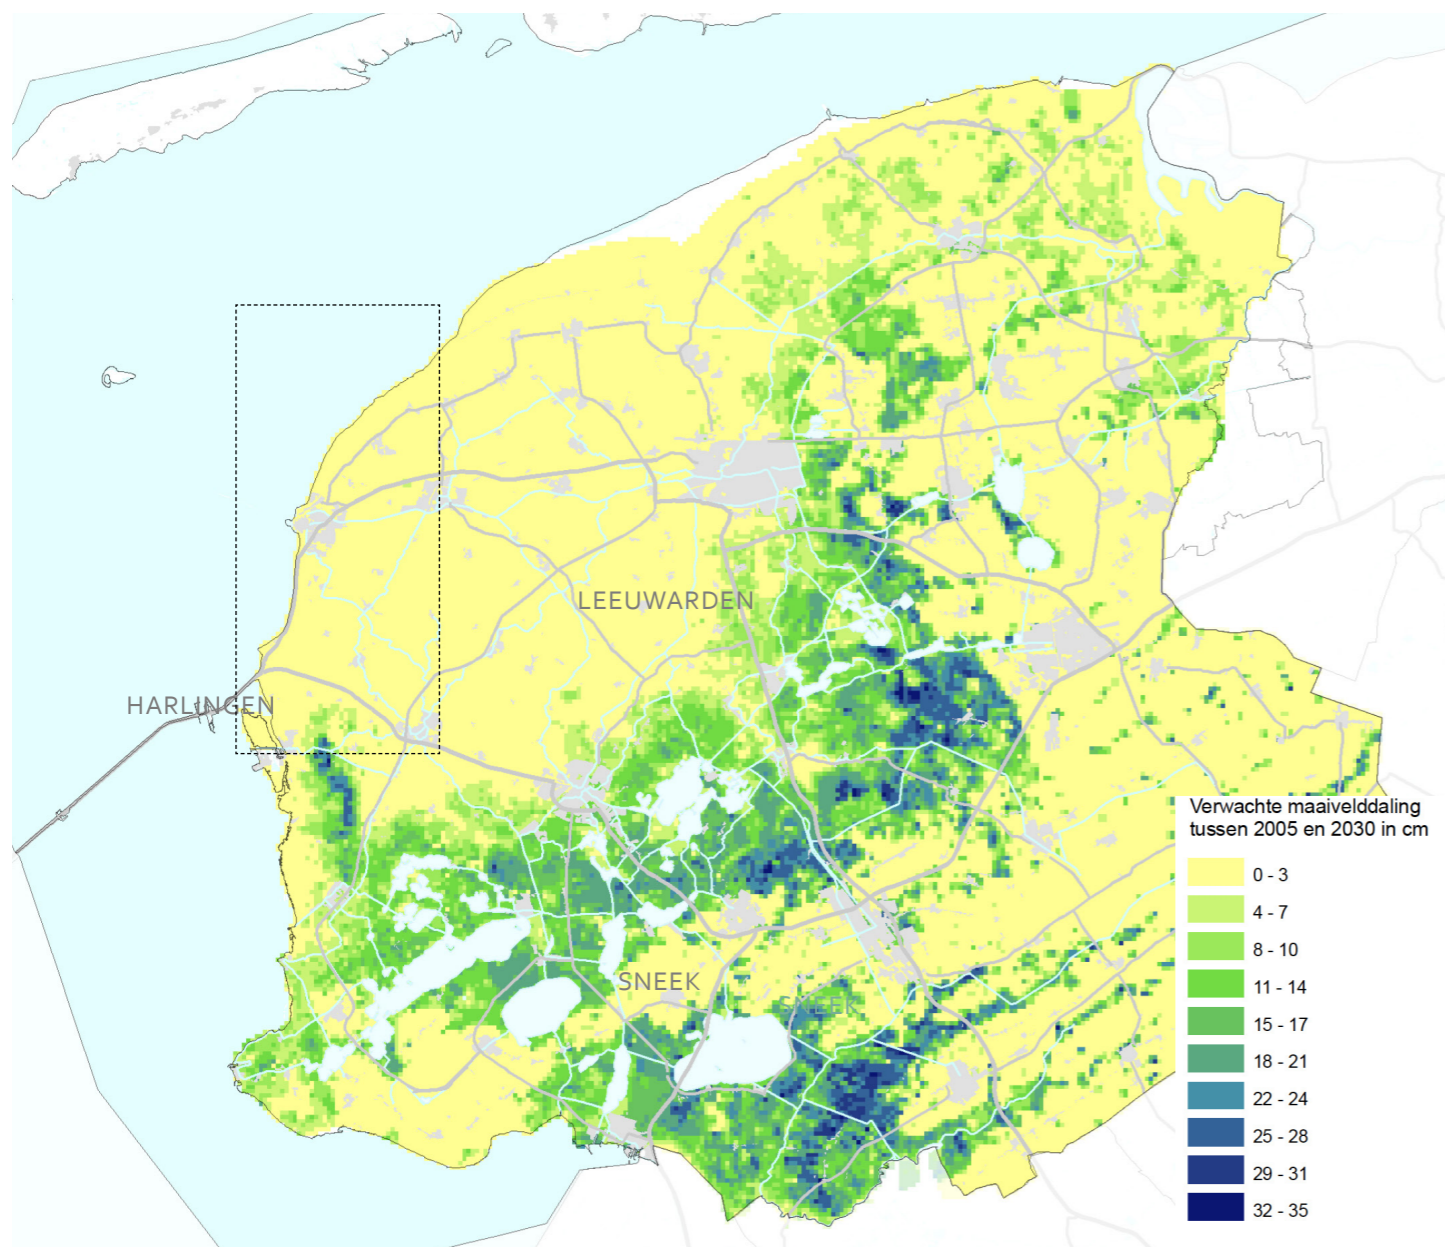 LEEUWARDEN
HARLINGEN
SNEEK
SNEEK
Verwachte maaivelddaling
tussen 2005 en 2030 in cm
0 - 3
4 - 7
8 - 10
11 - 14
15 - 17
18 - 21
22 - 24
25 - 28
29 - 31
32 - 35